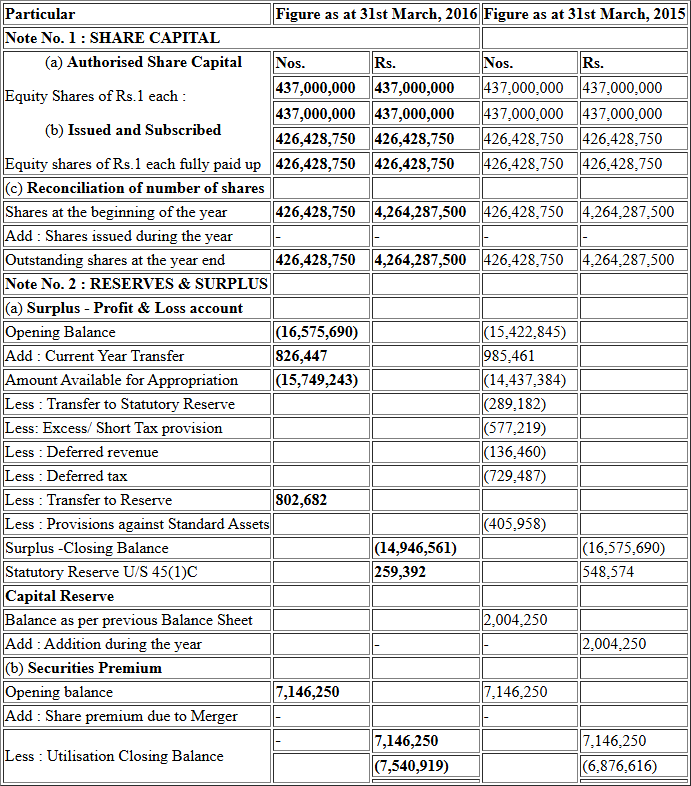 Particular Figure as at 31st March, 2016 Figure as at 31st March, 2015
Note No. 1 : SHARE CAPITAL
(a) Authorised Share Capital Nos. Rs. Nos. Rs.
Equity Shares of Rs.1 each : 437,000,000 437,000,000 437,000,000 437,000,000
437,000,000 437,000,000 437,000,000 437,000,000
(b) Issued and Subscribed 426,428,750 426,428,750 426,428,750 426,428,750
Equity shares of Rs.1 each fully paid up 426,428,750 426,428,750 426,428,750 426,428,750
(c) Reconciliation of number of shares
Shares at the beginning of the year 426,428,750 4,264,287,500 426,428,750 4,264,287,500
Add : Shares issued during the year - - - -
Outstanding shares at the year end 426,428,750 4,264,287,500 426,428,750 4,264,287,500
Note No. 2 : RESERVES & SURPLUS
(a) Surplus - Profit & Loss account
Opening Balance (16,575,690) (15,422,845)
Add : Current Year Transfer 826,447 985,461
Amount Available for Appropriation (15,749,243) (14,437,384)
Less : Transfer to Statutory Reserve (289,182)
Less: Excess/ Short Tax provision (577,219)
Less : Deferred revenue (136,460)
Less : Deferred tax (729,487)
Less : Transfer to Reserve 802,682
Less : Provisions against Standard Assets (405,958)
Surplus -Closing Balance (14,946,561) (16,575,690)
Statutory Reserve U/S 45(1)C 259,392 548,574
Capital Reserve
Balance as per previous Balance Sheet 2,004,250
Add : Addition during the year - - 2,004,250
(b) Securities Premium
Opening balance 7,146,250 7,146,250
Add : Share premium due to Merger - -
Less : Utilisation Closing Balance - 7,146,250 7,146,250
(7,540,919) (6,876,616)